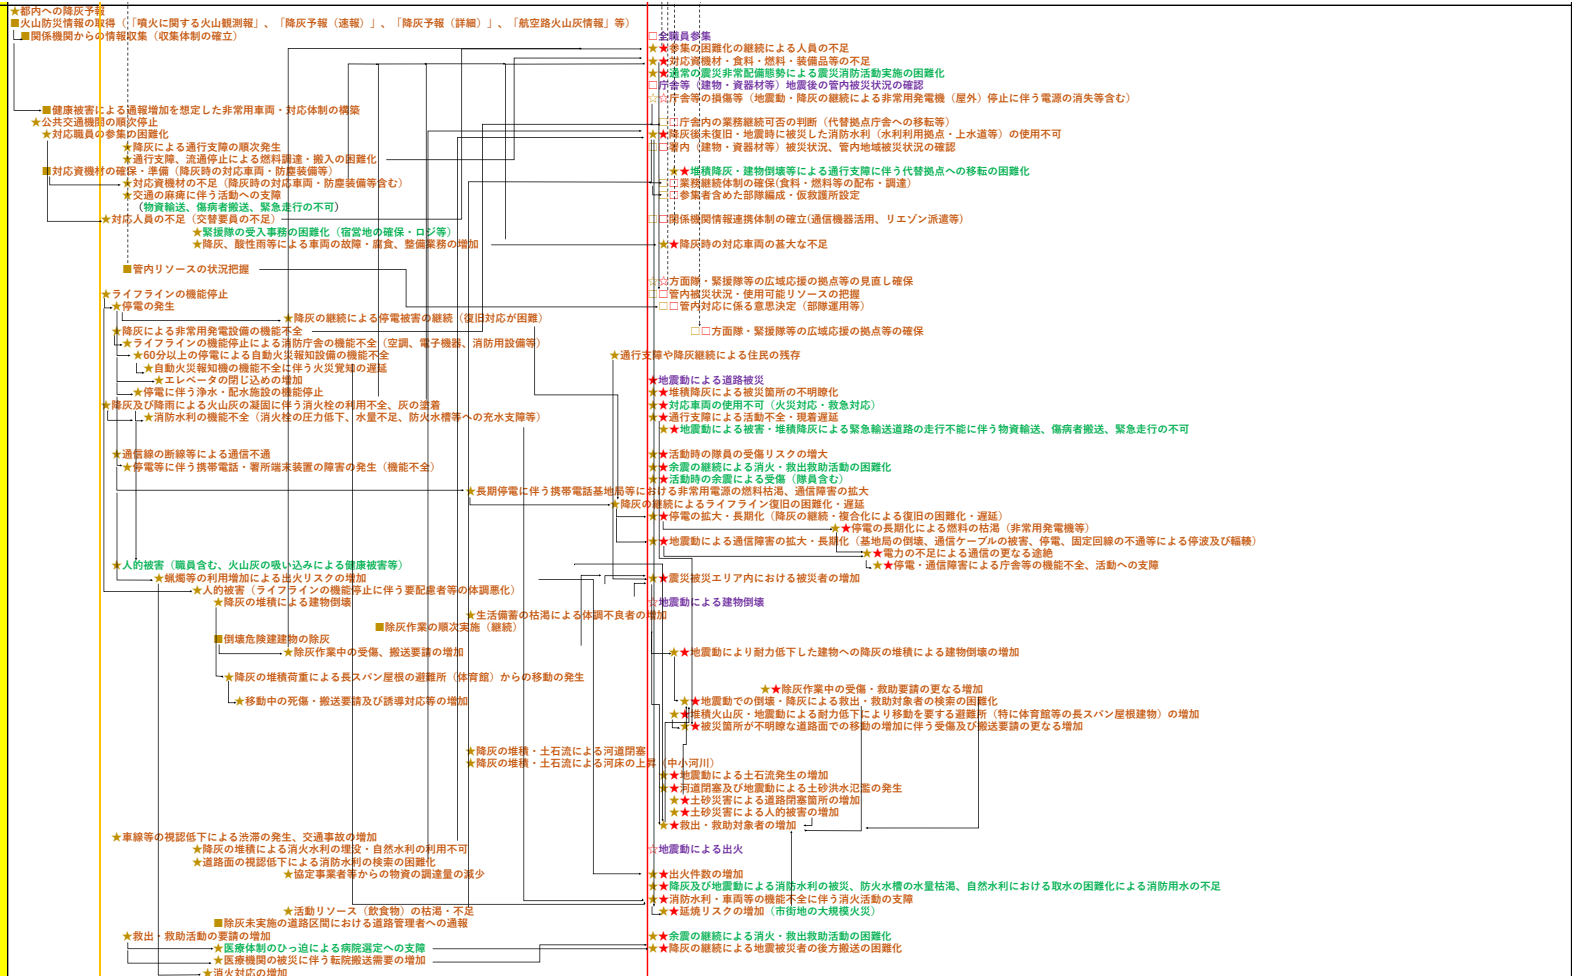 ★都内への降灰予報
■火山防災情報の取得（「噴火に関する火山観測報」、「降灰予報（速報）」、「降灰予報（詳細）」、「航空路火山灰情報」等）
■関係機関からの情報収集（収集体制の確立）
□全職員参集
★★参集の困難化の継続による人員の不足
★★対応資機材・食料・燃料・装備品等の不足
★★通常の震災非常配備態勢による震災消防活動実施の困難化
□庁舎等（建物・資器材等）地震後の管内被災状況の確認
☆☆庁舎等の損傷等（地震動・降灰の継続による非常用発電機（屋外）停止に伴う電源の消失等含む）
■健康被害による通報増加を想定した非常用車両・対応体制の構築
★公共交通機関の順次停止
□□庁舎内の業務継続可否の判断（代替拠点庁舎への移転等）
★対応職員の参集の困難化
★★降灰後未復旧・地震時に被災した消防水利（水利利用拠点・上水道等）の使用不可
★降灰による通行支障の順次発生
□□署内（建物・資器材等）被災状況、管内地域被災状況の確認
★通行支障、流通停止による燃料調達・搬入の困難化
■対応資機材の確保・準備（降灰時の対応車両・防塵装備等）
★★堆積降灰・建物倒壊等による通行支障に伴う代替拠点への移転の困難化
★対応資機材の不足（降灰時の対応車両・防塵装備等含む）
□□業務継続体制の確保(食料・燃料等の配布・調達）
★交通の麻痺に伴う活動への支障
□□参集者含めた部隊編成・仮救護所設定
（物資輸送、傷病者搬送、緊急走行の不可）
★対応人員の不足（交替要員の不足）
□□関係機関情報連携体制の確立(通信機器活用、リエゾン派遣等）
★緊援隊の受入事務の困難化（宿営地の確保・ロジ等）
★降灰、酸性雨等による車両の故障・腐食、整備業務の増加
★★降灰時の対応車両の甚大な不足
■管内リソースの状況把握
☆☆方面隊・緊援隊等の広域応援の拠点等の見直し確保
★ライフラインの機能停止
□□管内被災状況・使用可能リソースの把握
★停電の発生
□□管内対応に係る意思決定（部隊運用等）
★降灰の継続による停電被害の継続（復旧対応が困難）
★降灰による非常用発電設備の機能不全
□□方面隊・緊援隊等の広域応援の拠点等の確保
★ライフラインの機能停止による消防庁舎の機能不全（空調、電子機器、消防用設備等）
★60分以上の停電による自動火災報知設備の機能不全
★通行支障や降灰継続による住民の残存
★自動火災報知機の機能不全に伴う火災覚知の遅延
★エレベータの閉じ込めの増加
★地震動による道路被災
★停電に伴う浄水・配水施設の機能停止
★★堆積降灰による被災箇所の不明瞭化
★降灰及び降雨による火山灰の凝固に伴う消火栓の利用不全、灰の塗着
★★対応車両の使用不可（火災対応・救急対応）
★消防水利の機能不全（消火栓の圧力低下、水量不足、防火水槽等への充水支障等）
★★通行支障による活動不全・現着遅延
★★地震動による被害・堆積降灰による緊急輸送道路の走行不能に伴う物資輸送、傷病者搬送、緊急走行の不可
★通信線の断線等による通信不通
★★活動時の隊員の受傷リスクの増大
★停電等に伴う携帯電話・署所端末装置の障害の発生（機能不全）
★★余震の継続による消火・救出救助活動の困難化
★★活動時の余震による受傷（隊員含む）
★長期停電に伴う携帯電話基地局等における非常用電源の燃料枯渇、通信障害の拡大
★降灰の継続によるライフライン復旧の困難化・遅延
★★停電の拡大・長期化（降灰の継続・複合化による復旧の困難化・遅延）
★★停電の長期化による燃料の枯渇（非常用発電機等）
★★地震動による通信障害の拡大・長期化（基地局の倒壊、通信ケーブルの被害、停電、固定回線の不通等による停波及び輻輳）
★★電力の不足による通信の更なる途絶
★人的被害（職員含む、火山灰の吸い込みによる健康被害等）
★★停電・通信障害による庁舎等の機能不全、活動への支障
★蝋燭等の利用増加による出火リスクの増加
★★震災被災エリア内における被災者の増加
★人的被害（ライフラインの機能停止に伴う要配慮者等の体調悪化）
★降灰の堆積による建物倒壊
☆地震動による建物倒壊
★生活備蓄の枯渇による体調不良者の増加
■除灰作業の順次実施（継続）
■倒壊危険建建物の除灰
★除灰作業中の受傷、搬送要請の増加
★★地震動により耐力低下した建物への降灰の堆積による建物倒壊の増加
★降灰の堆積荷重による長スパン屋根の避難所（体育館）からの移動の発生
★★除灰作業中の受傷・救助要請の更なる増加
★移動中の死傷・搬送要請及び誘導対応等の増加
★★地震動での倒壊・降灰による救出・救助対象者の検索の困難化
★★堆積火山灰・地震動による耐力低下により移動を要する避難所（特に体育館等の長スパン屋根建物）の増加
★★被災箇所が不明瞭な道路面での移動の増加に伴う受傷及び搬送要請の更なる増加
★降灰の堆積・土石流による河道閉塞
★降灰の堆積・土石流による河床の上昇（中小河川）
★★地震動による土石流発生の増加
★★河道閉塞及び地震動による土砂洪水氾濫の発生
★★土砂災害による道路閉塞箇所の増加
★★土砂災害による人的被害の増加
★★救出・救助対象者の増加
★車線等の視認低下による渋滞の発生、交通事故の増加
★降灰の堆積による消火水利の埋没・自然水利の利用不可
☆地震動による出火
★道路面の視認低下による消防水利の検索の困難化
★協定事業者等からの物資の調達量の減少
★★出火件数の増加
★★降灰及び地震動による消防水利の被災、防火水槽の水量枯渇、自然水利における取水の困難化による消防用水の不足
★★消防水利・車両等の機能不全に伴う消火活動の支障
★活動リソース（飲食物）の枯渇・不足
★★延焼リスクの増加（市街地の大規模火災）
■除灰未実施の道路区間における道路管理者への通報
★救出・救助活動の要請の増加
★★余震の継続による消火・救出救助活動の困難化
★医療体制のひっ迫による病院選定への支障
★★降灰の継続による地震被災者の後方搬送の困難化
★医療機関の被災に伴う転院搬送需要の増加
★消火対応の増加